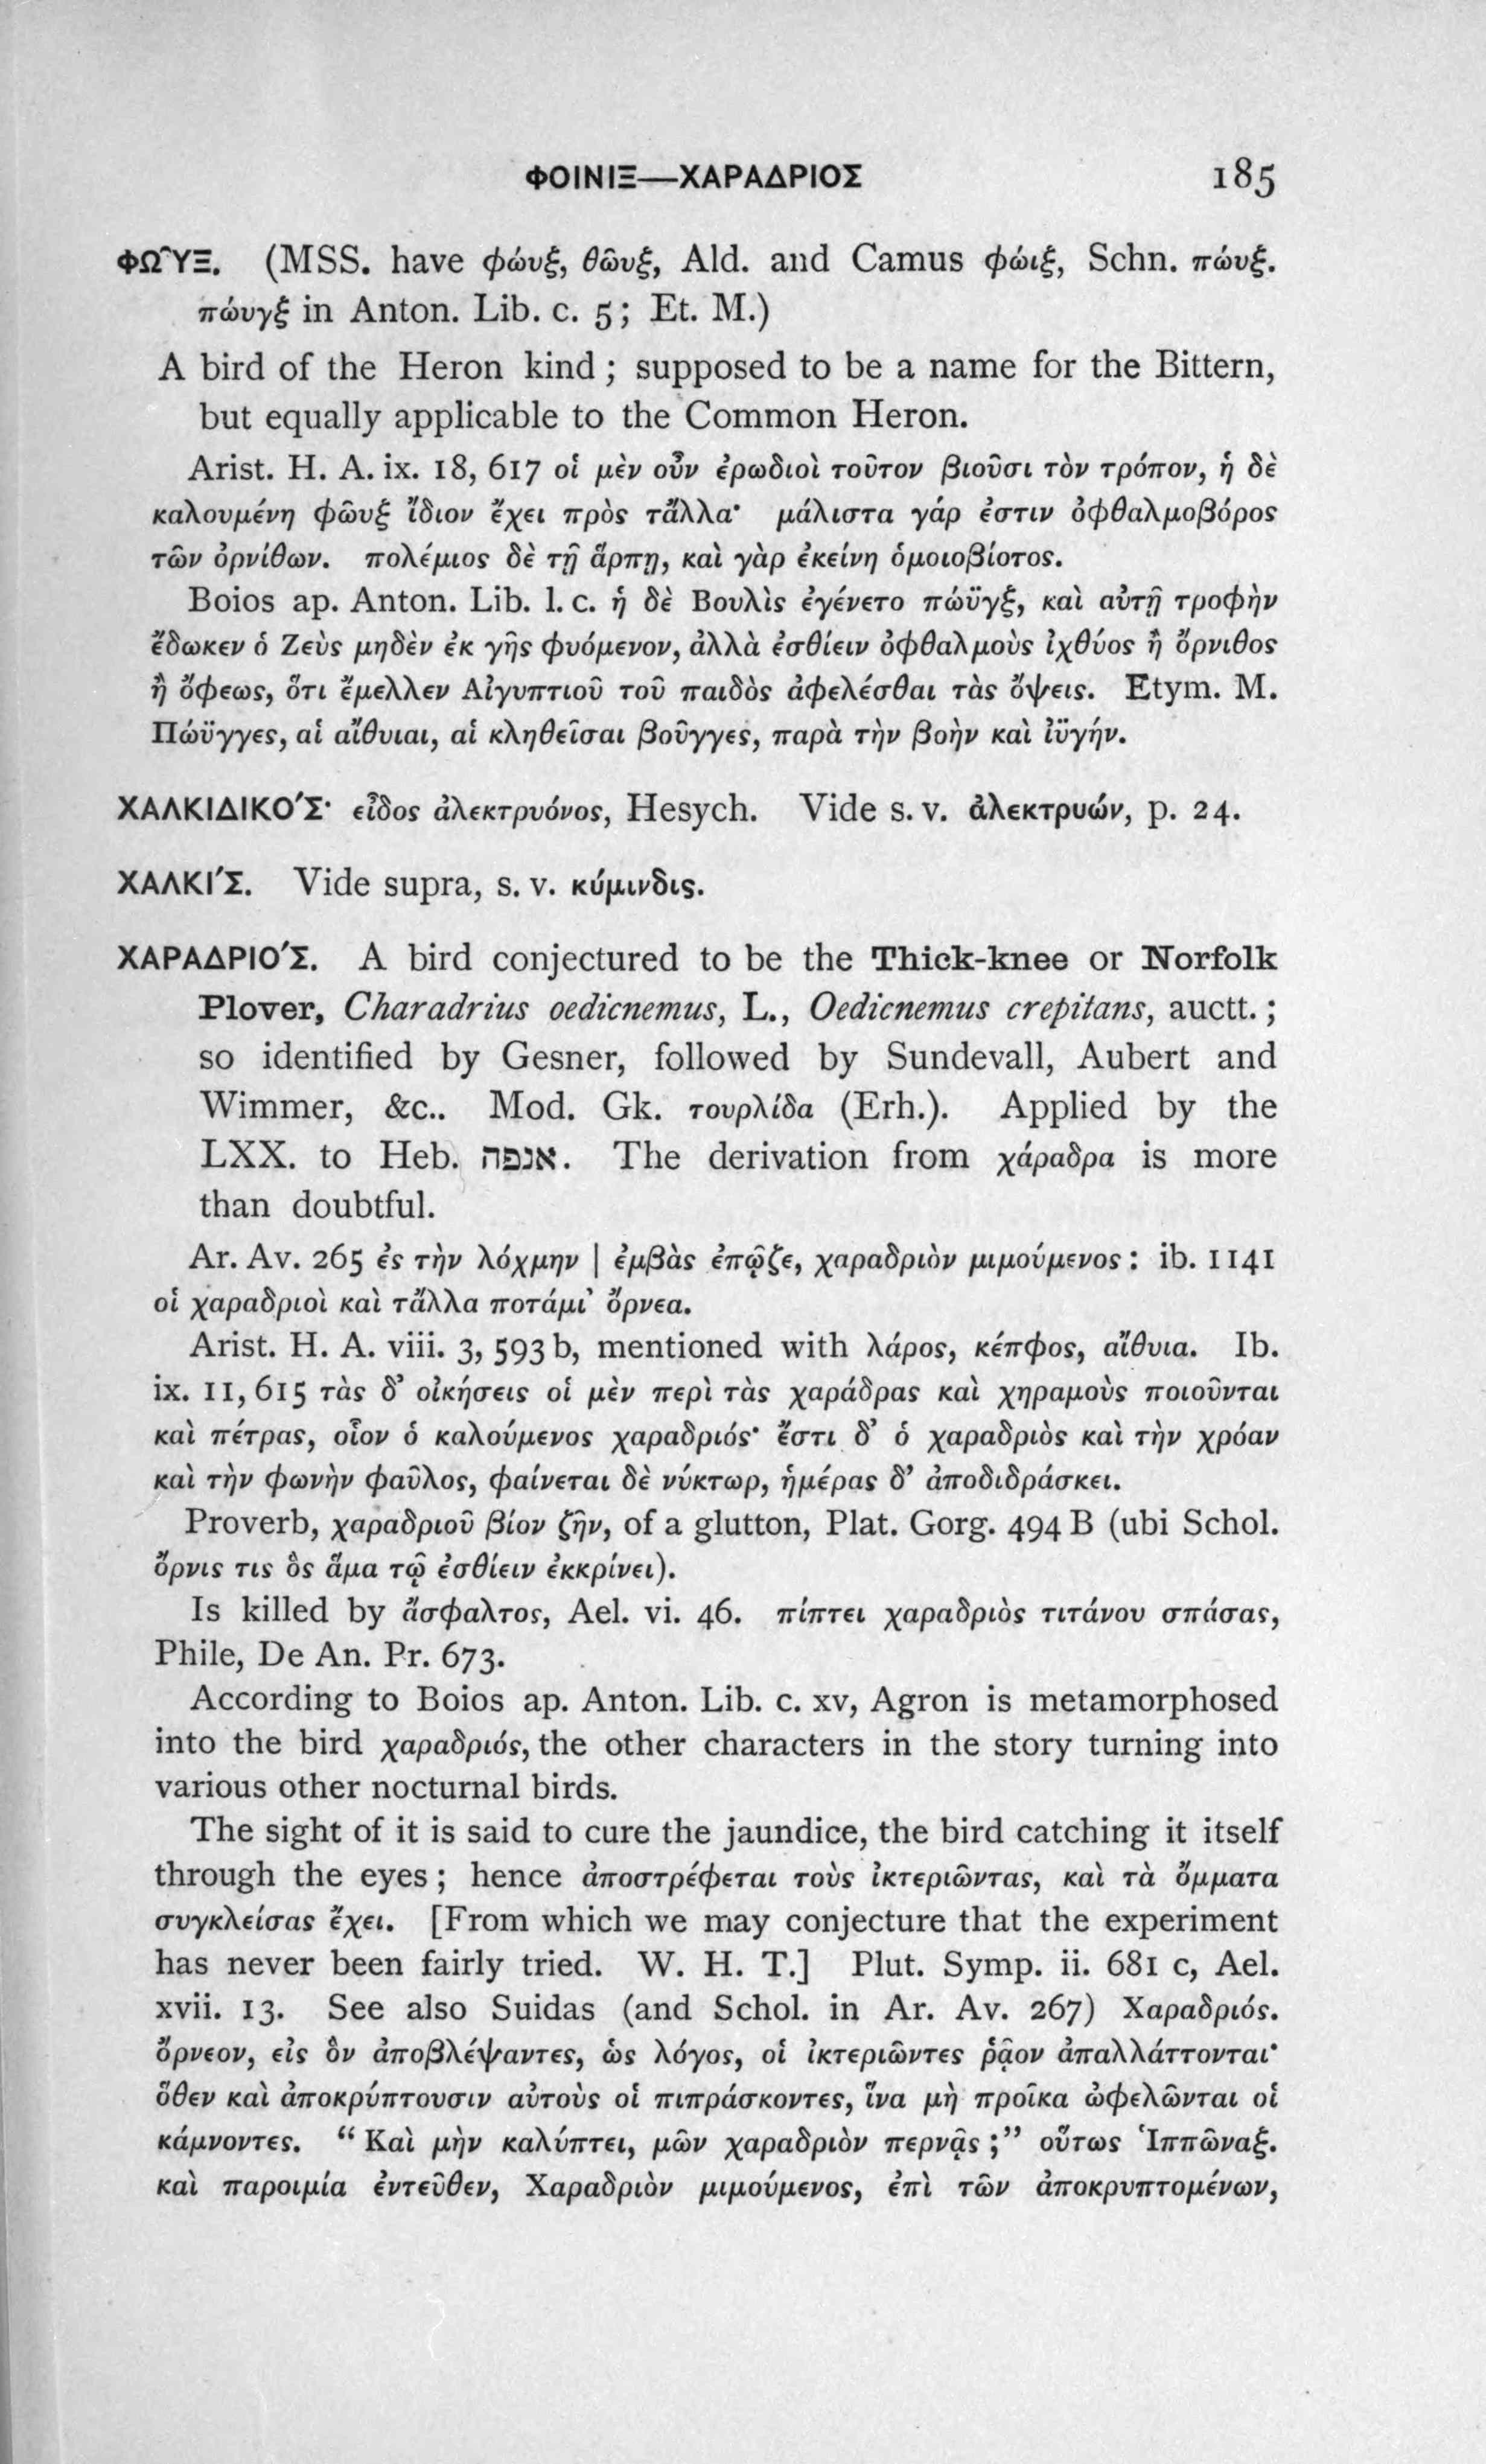 ΦΟΙΝΙΞ—ΧΑΡΑΔΡΙΟΣ 185
ΦΩ͂ΥΞ. (MSS. have φώυξ, θῶυξ, Ald. and Camus φώιξ, Schn. πώυξ.
πώυγξ in Anton. Lib. c. 5; Et. M.)
A bird of the Heron kind; supposed to be a name for the Bittern,
but equally applicable to the Common Heron.
Arist. H. A. ix. 18, 617 οἱ μὲν οὖν ἐρωδιοὶ τοῦτον βιοῦσι τὸν τρόπον, ἡ δὲ
καλουμένη φῶυξ ἴδιον ἔχει πρὸς τἄλλα· μάλιστα γάρ ἐστιν ὀφθαλμοβόρος
τῶν ὀρνίθων. πολέμιος δὲ τῇ ἅρπῃ, καὶ γὰρ ἐκείνη ὁμοιοβίοτος.
Boios ap. Anton. Lib. l. c. ἡ δὲ Βουλὶς ἐγένετο πώϋγξ, καὶ αὐτῇ τροφὴν
ἔδωκεν ὁ Ζεὺς μηδὲν ἐκ γῆς φυόμενον, ἀλλὰ ἐσθίειν ὀφθαλμοὺς ἰχθύος ἢ ὄρνιθος
ἢ ὄφεως, ὅτι ἔμελλεν Αἰγυπτιοῦ τοῦ παιδὸς ἀφελέσθαι τὰς ὄψεις. Etym. M.
Πώϋγγες, αἱ αἴθυιαι, αἱ κληθεῖσαι βοῦγγες, παρὰ τὴν βοὴν καὶ ἰϋγήν.
ΧΑΛΚΙΔΙΚΟ΄Σ· εἶδος ἀλεκτρυόνος, Hesych. Vide s. v. ἀλεκτρυών, p. 24.
ΧΑΛΚΙ΄Σ. Vide supra, s. v. κύμινδις.
ΧΑΡΑΔΡΙΟ΄Σ. A bird conjectured to be the Thick-knee or Norfolk
Plover, Charadrius oedicnemus, L., Oedicnemus crepitans, auctt.;
so identified by Gesner, followed by Sundevall, Aubert and
Wimmer, &c.. Mod. Gk. τουρλίδα (Erh.). Applied by the
LXX. to Heb. אנפה. The derivation from χάραδρα is more
than doubtful.
Ar. Av. 265 ἐς τὴν λόχμην | ἐμβὰς ἐπῷζε, χαραδριὸν μιμούμενος: ib. 1141
οἱ χαραδριοὶ καὶ τἄλλα ποτάμι᾽ ὄρνεα.
Arist. H. A. viii. 3, 593 b, mentioned with λάρος, κέπφος, αἴθυια. Ib.
ix. 11, 615 τὰς δ᾽ οἰκήσεις οἱ μὲν περὶ τὰς χαράδρας καὶ χηραμοὺς ποιοῦνται
καὶ πέτρας, οἷον ὁ καλούμενος χαραδριός· ἔστι δ᾽ ὁ χαραδριὸς καὶ τὴν χρόαν
καὶ τὴν φωνὴν φαῦλος, φαίνεται δὲ νύκτωρ, ἡμέρας δ᾽ ἀποδιδράσκει.
Proverb, χαραδριοῦ βίον ζῆν, of a glutton, Plat. Gorg. 494 B (ubi Schol.
ὄρνις τις ὃς ἅμα τῷ ἐσθίειν ἐκκρίνει).
Is killed by ἄσφαλτος, Ael. vi. 46. πίπτει χαραδριὸς τιτάνου σπάσας,
Phile, De An. Pr. 673.
According to Boios ap. Anton. Lib. c. xv, Agron is metamorphosed
into the bird χαραδριός, the other characters in the story turning into
various other nocturnal birds.
The sight of it is said to cure the jaundice, the bird catching it itself
through the eyes; hence ἀποστρέφεται τοὺς ἰκτεριῶντας, καὶ τὰ ὄμματα
συγκλείσας ἔχει. [From which we may conjecture that the experiment
has never been fairly tried. W. H. T.] Plut. Symp. ii. 681 c, Ael.
xvii. 13. See also Suidas (and Schol. in Ar. Av. 267) Χαραδριός.
ὄρνεον, εἰς ὃν ἀποβλέψαντες, ὡς λόγος, οἱ ἰκτεριῶντες ῥᾷον ἀπαλλάττονται·
ὅθεν καὶ ἀποκρύπτουσιν αὐτοὺς οἱ πιπράσκοντες, ἵνα μὴ προῖκα ὠφελῶνται οἱ
κάμνοντες. “Καὶ μὴν καλύπτει, μῶν χαραδριὸν περνᾷς;” οὕτως Ἱππῶναξ.
καὶ παροιμία ἐντεῦθεν, Χαραδριὸν μιμούμενος, ἐπὶ τῶν ἀποκρυπτομένων,